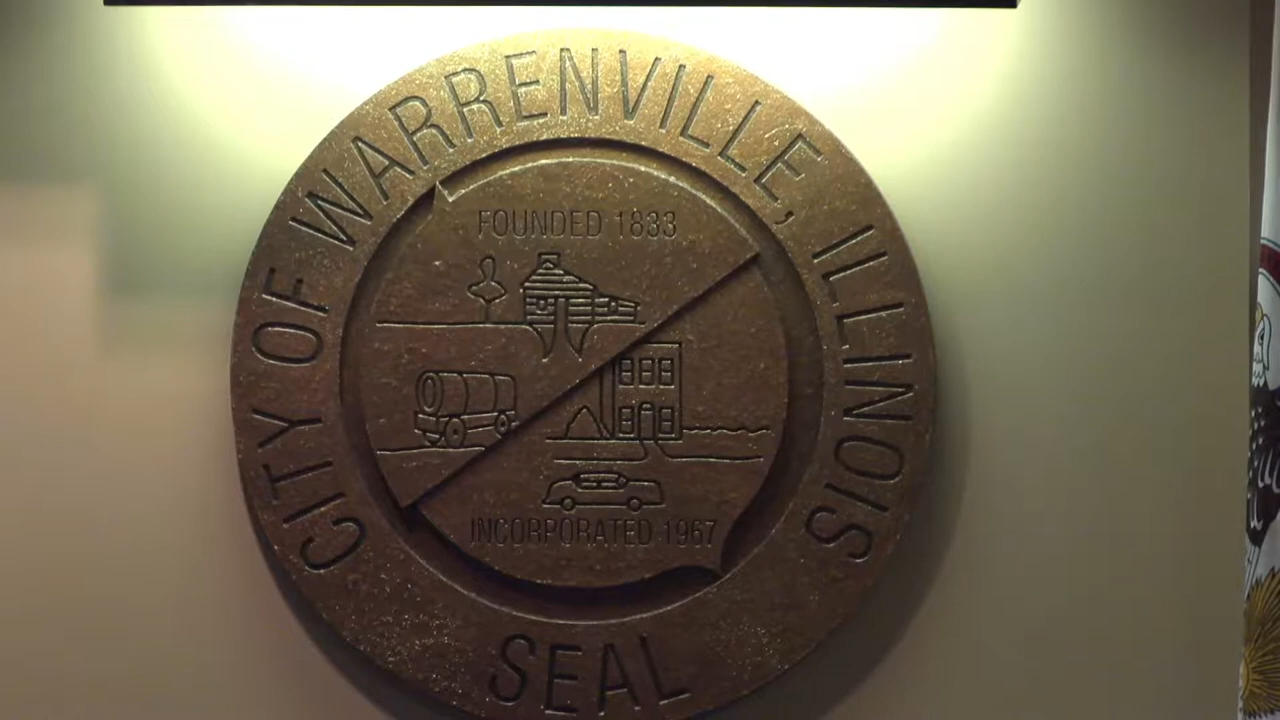 CITY OF WARRENVILLE, ILLINOIS
FOUNDED 1833
INCORPORATED 1967
SEAL